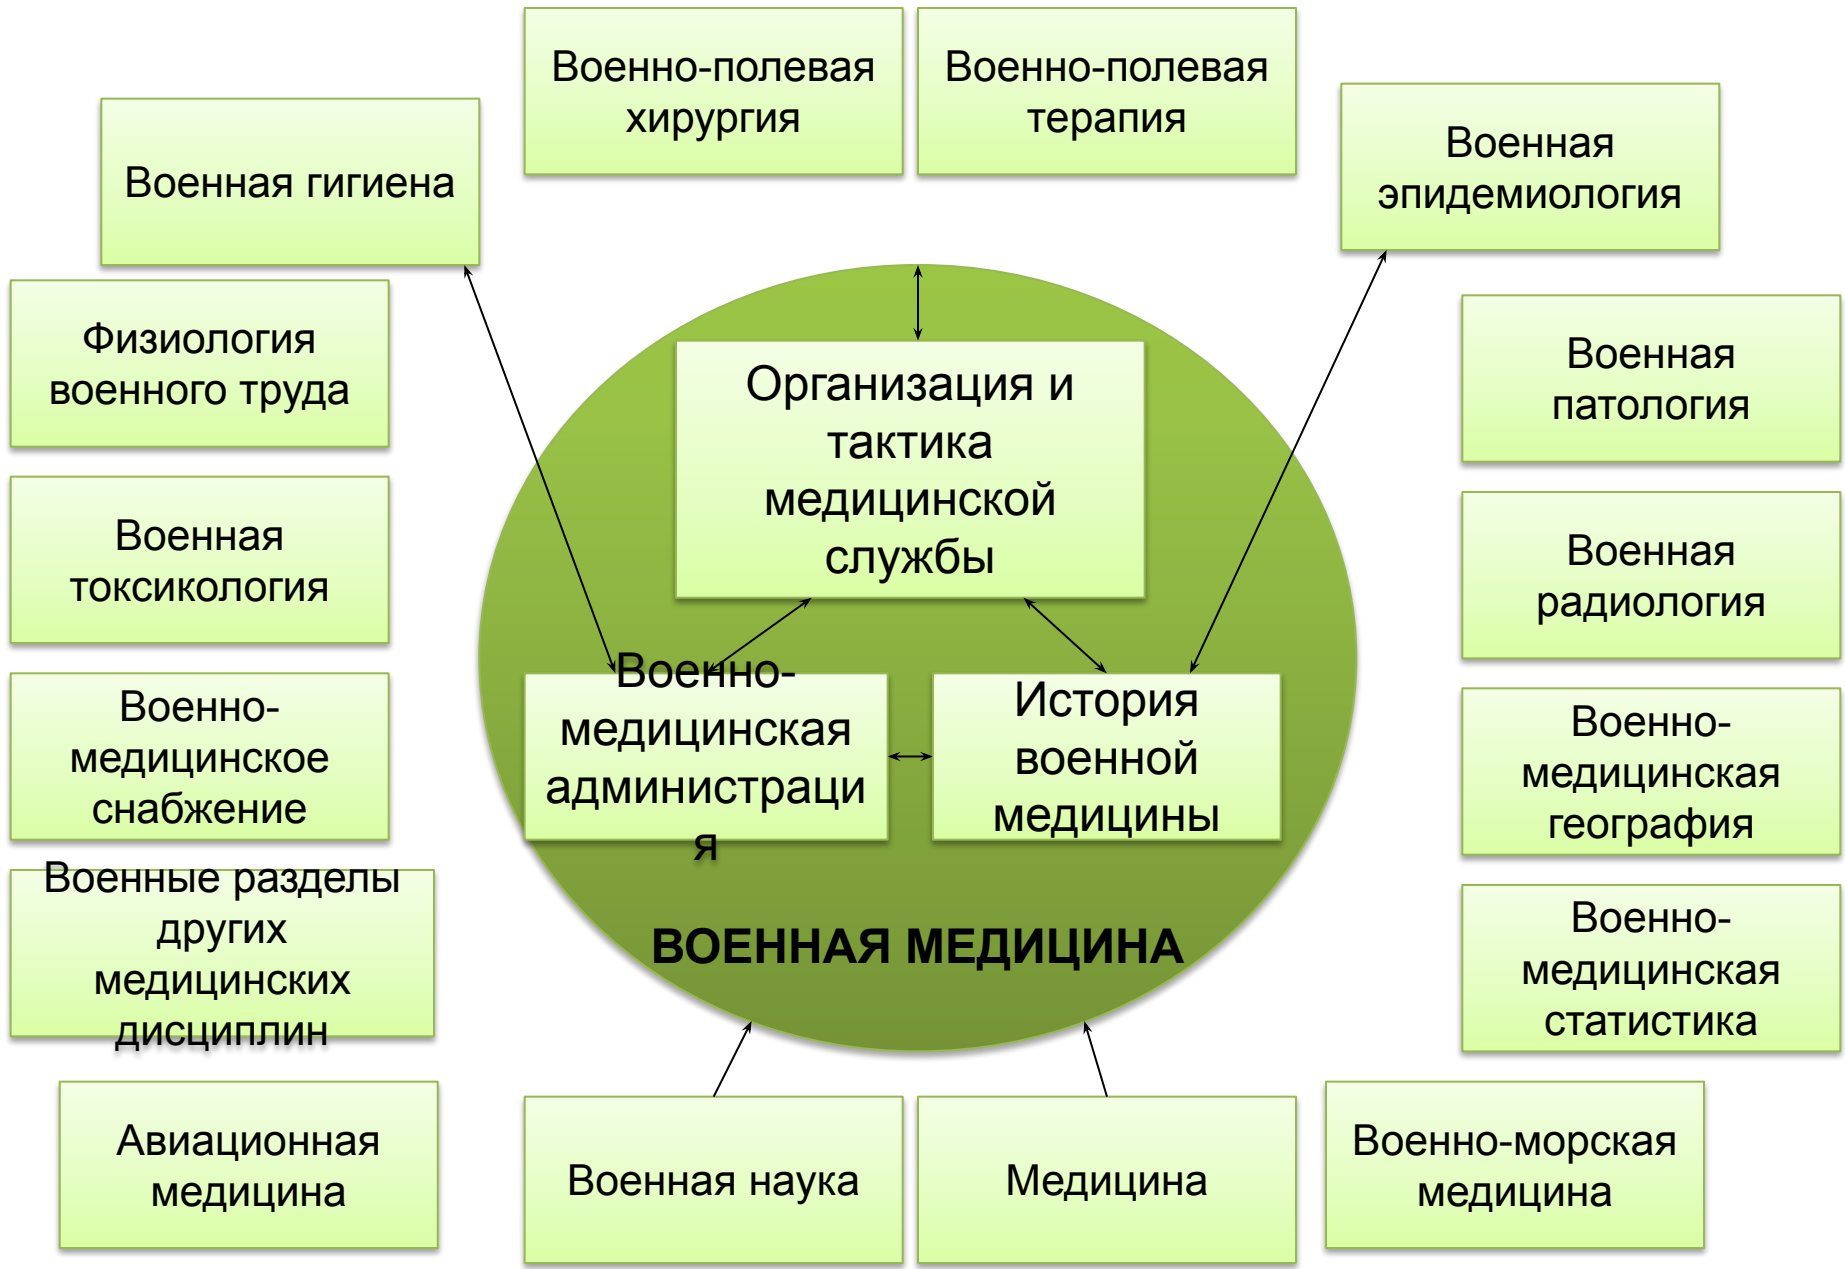 Военно-полевая
хирургия
Военно-полевая
терапия
Военная гигиена
Военная
эпидемиология
Физиология
военного труда
Военная
патология
Организация и
тактика
медицинской
службы
Военная
токсикология
Военная
радиология
Военно-
медицинское
снабжение
Военно-
медицинская
администраци
я
История
военной
медицины
Военно-
медицинская
география
Военные разделы
других
медицинских
дисциплин
ВОЕННАЯ МЕДИЦИНА
Военно-
медицинская
статистика
Авиационная
медицина
Военная наука
Медицина
Военно-морская
медицина